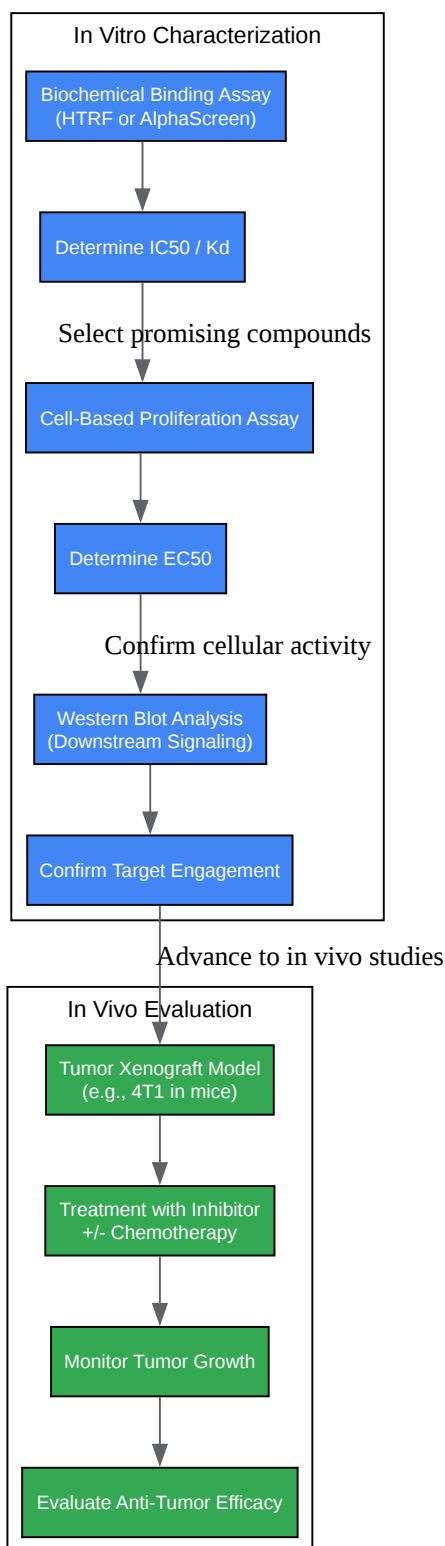 In Vitro Characterization
Biochemical Binding Assay
(HTRF or AlphaScreen)
Determine IC50 / Kd
Select promising compounds
Cell-Based Proliferation Assay
Determine EC50
Confirm cellular activity
Western Blot Analysis
(Downstream Signaling)
Confirm Target Engagement
Advance to in vivo studies
In Vivo Evaluation
Tumor Xenograft Model
(e.g., 4T1 in mice)
Treatment with Inhibitor
+/- Chemotherapy
Monitor Tumor Growth
Evaluate Anti-Tumor Efficacy